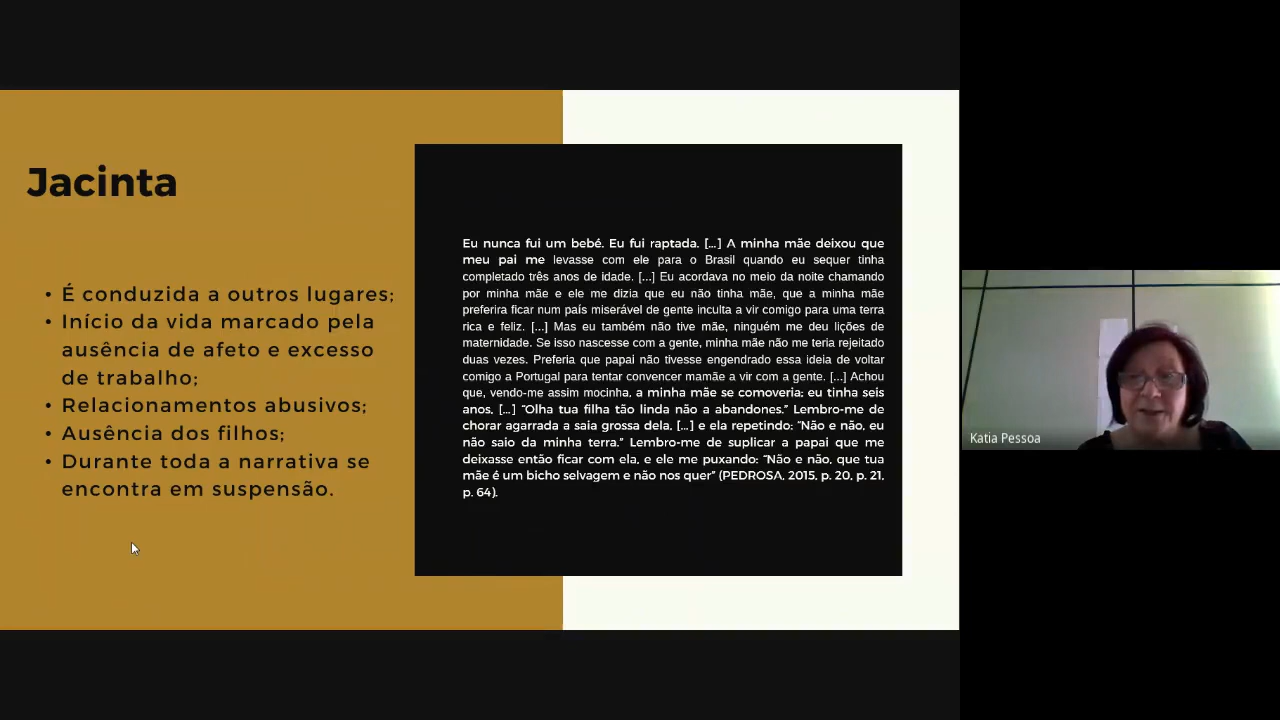 Jacinta
• É conduzida a outros lugares;
• Início da vida marcado pela
ausência de afeto e excesso
de trabalho;
• Relacionamentos abusivos;
• Ausência dos filhos;
• Durante toda a narrativa se
encontra em suspensão.
Eu nunca fui um bebé. Eu fui raptada. [...] A minha mãe deixou que
meu pai me levasse com ele para o Brasil quando eu sequer tinha
completado três anos de idade. [...] Eu acordava no meio da noite chamando
por minha mãe e ele me dizia que eu não tinha mãe, que a minha mãe
preferira ficar num país miserável de gente inculta a vir comigo para uma terra
rica e feliz. [...] Mas eu também não tive mãe, ninguém me deu lições de
maternidade. Se isso nascesse com a gente, minha mãe não me teria rejeitado
duas vezes. Preferia que papai não tivesse engendrado essa ideia de voltar
comigo a Portugal para tentar convencer mamãe a vir com a gente. [...] Achou
que, vendo-me assim mocinha, a minha mãe se comoveria; eu tinha seis
anos, [...] “Olha tua filha tão linda não a abandones.” Lembro-me de
chorar agarrada a saia grossa dela, [...] e ela repetindo: “Não e não, eu
não saio da minha terra.” Lembro-me de suplicar a papai que me
deixasse então ficar com ela, e ele me puxando: “Não e não, que tua
mãe é um bicho selvagem e não nos quer” (PEDROSA, 2015, p. 20, p. 21,
p. 64).
Katia Pessoa